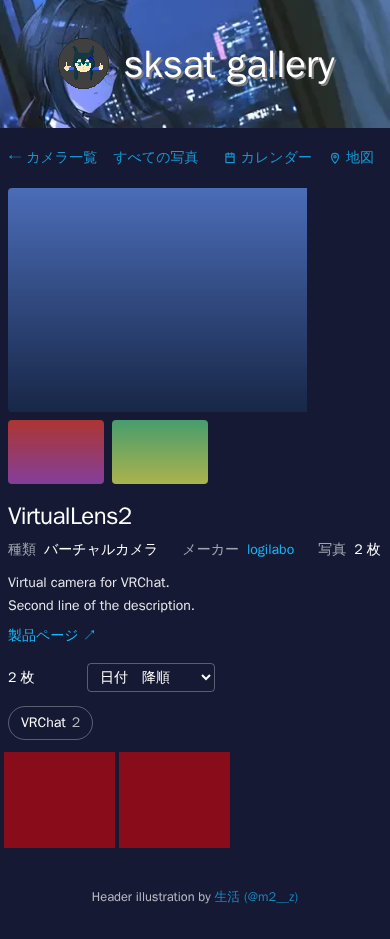 sksat gallery
← カメラ一覧 すべての写真 カレンダー 地図
VirtualLens2
種類 バーチャルカメラ メーカー logilabo 写真 2 枚
Virtual camera for VRChat.
Second line of the description.
製品ページ ↗
2 枚 日付 降順
VRChat 2
Header illustration by 生活 (@m2__z)